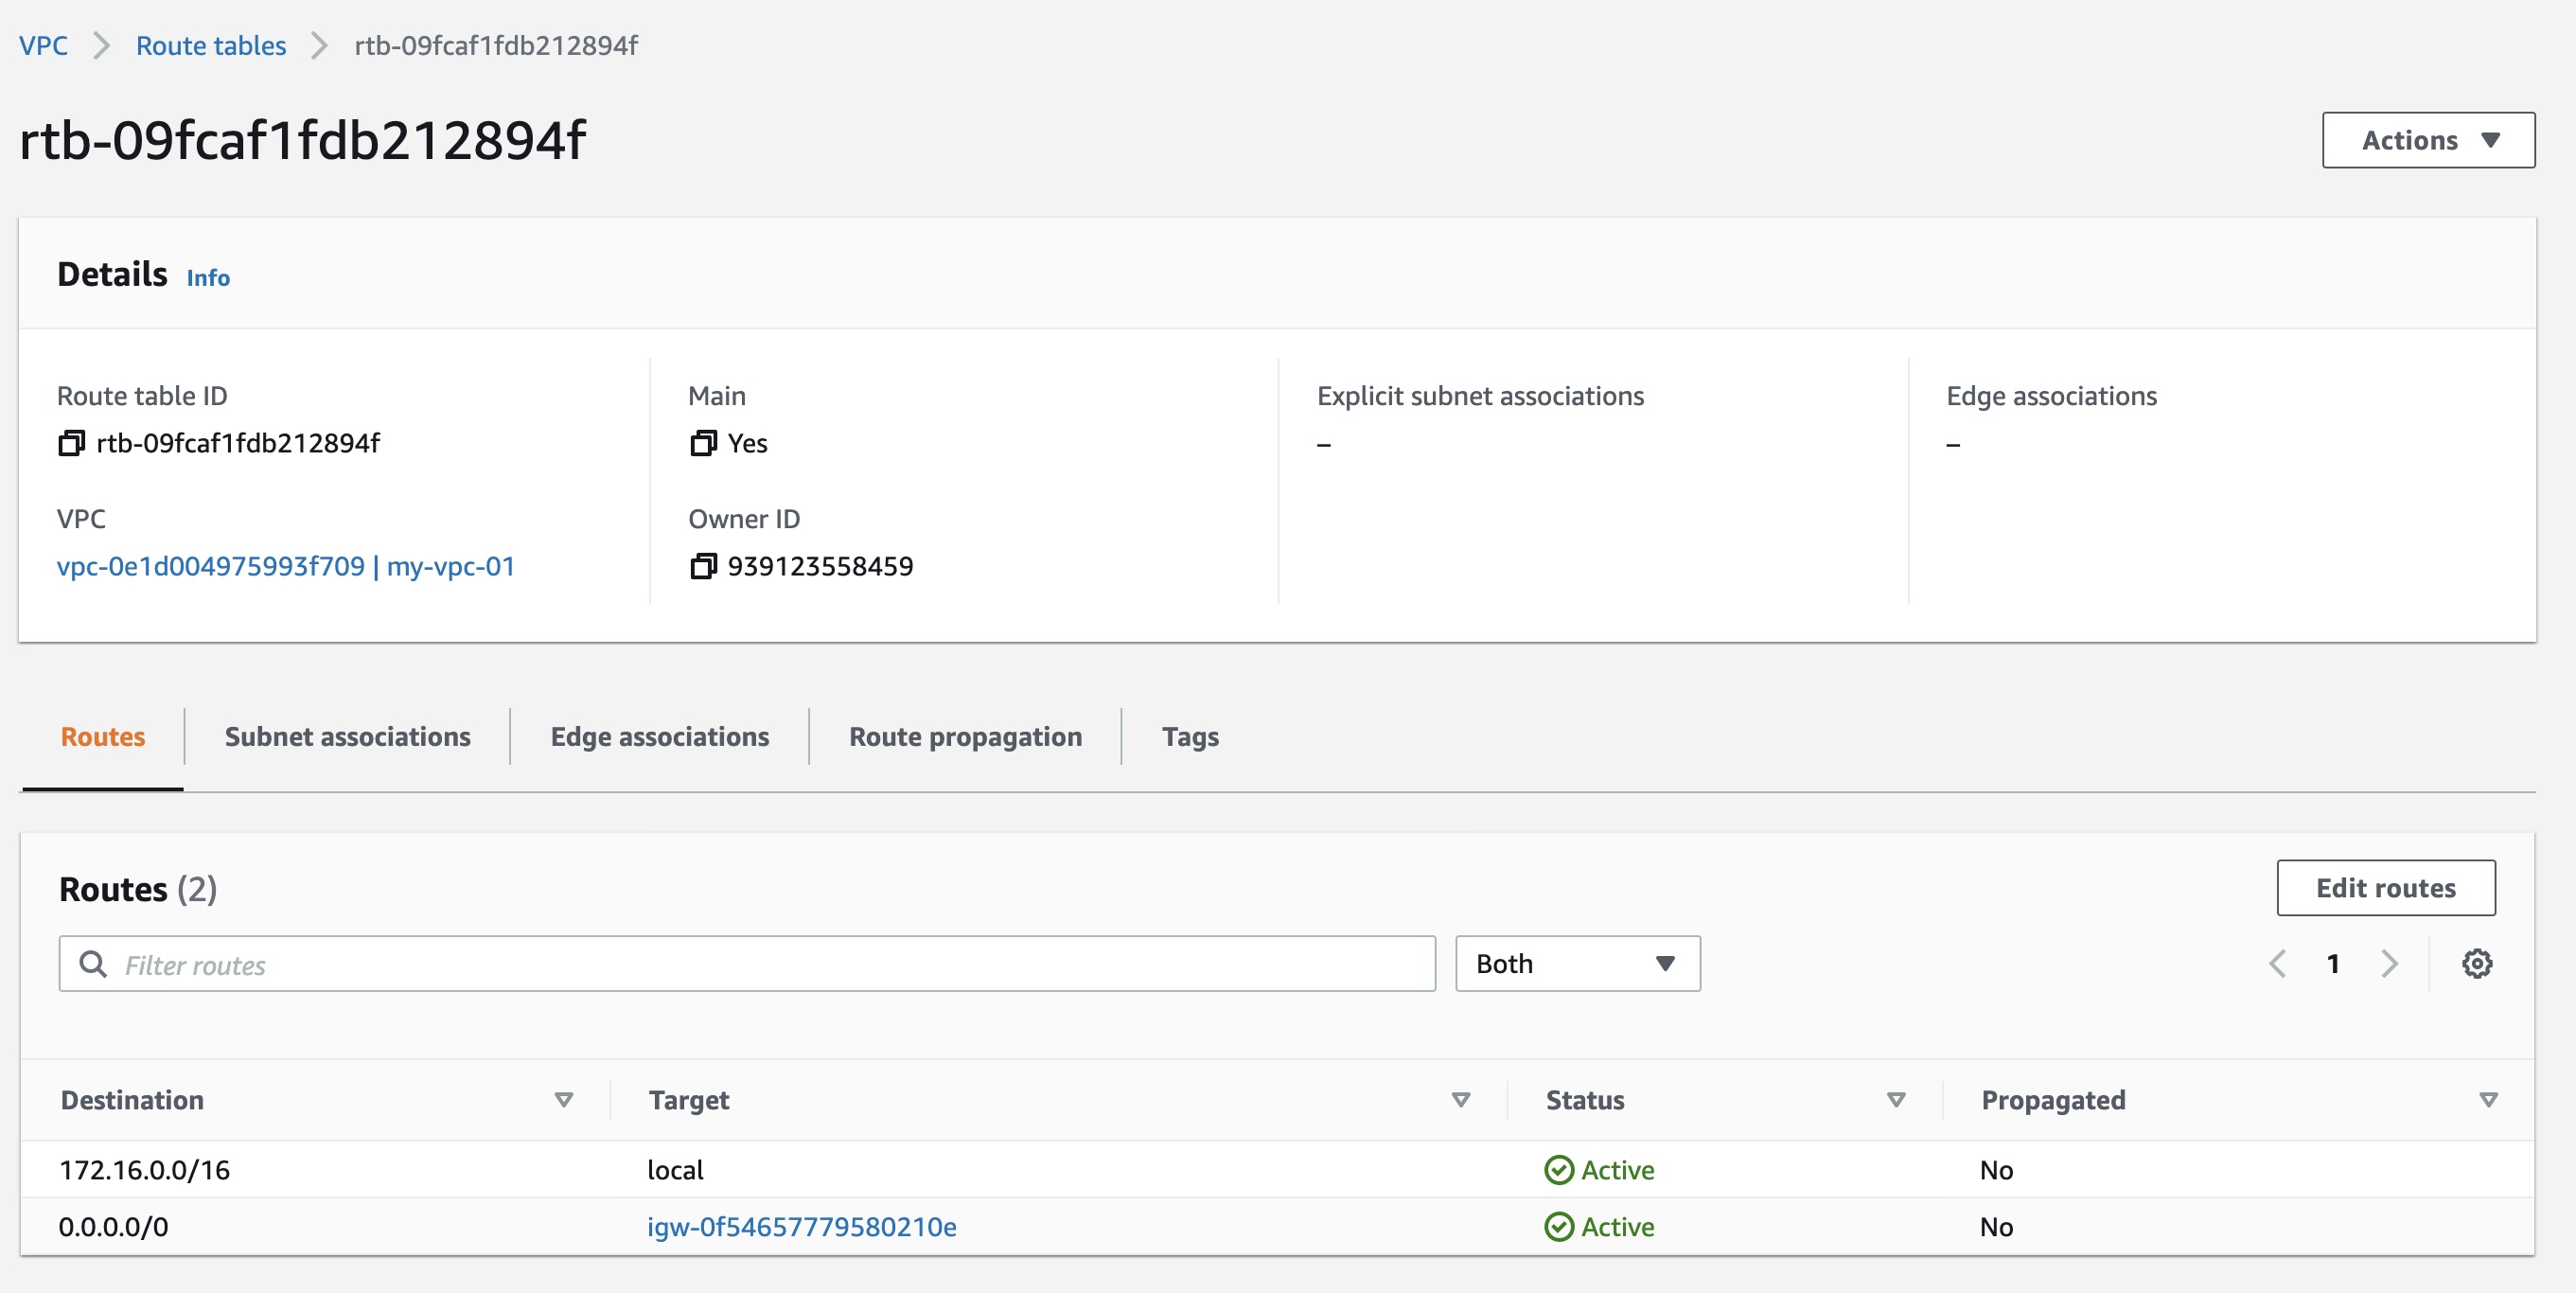 VPC > Route tables > rtb-09fcaf1fdb212894f
rtb-09fcaf1fdb212894f
Actions
Details Info
Route table ID
rtb-09fcaf1fdb212894f
VPC
vpc-0e1d004975993f709 | my-vpc-01
Main
Yes
Owner ID
939123558459
Explicit subnet associations
–
Edge associations
–
Routes Subnet associations Edge associations Route propagation Tags
Routes (2)
Edit routes
Filter routes Both 1
Destination Target Status Propagated
172.16.0.0/16 local Active No
0.0.0.0/0 igw-0f54657779580210e Active No